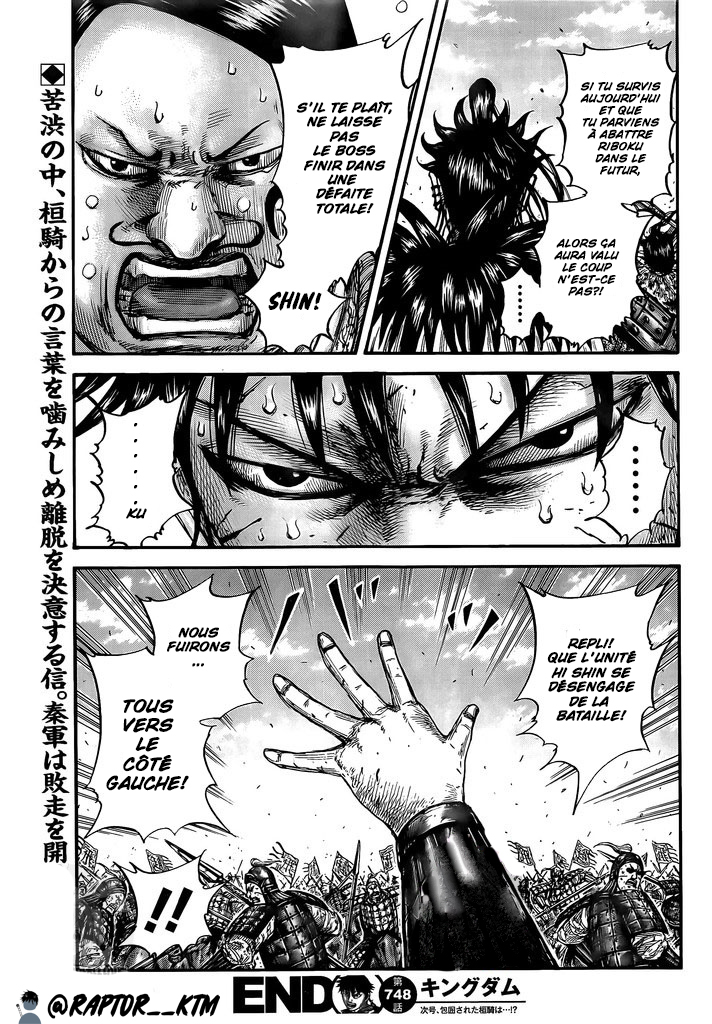 SI TU SURVIS
AUJOURD'HUI
ET QUE
TU PARVIENS
À ABATTRE
RIBOKU
DANS LE
FUTUR,
ALORS ÇA
AURA VALU
LE COUP
N'EST-CE
PAS?!
S'IL TE PLAÎT,
NE LAISSE
PAS
LE BOSS
FINIR DANS
UNE
DÉFAITE
TOTALE!
SHIN!
KU
REPLI!
QUE L'UNITÉ
HI SHIN SE
DÉSENGAGE
DE LA
BATAILLE!
NOUS
FUIRONS
...
TOUS
VERS
LE
CÔTÉ
GAUCHE!
!!
◆苦渋の中、桓騎からの言葉を噛みしめ離脱を決意する信。秦軍は敗走を開
@RAPTOR__KTM
END
第748話
キングダム
次号、包囲された桓騎は…!?